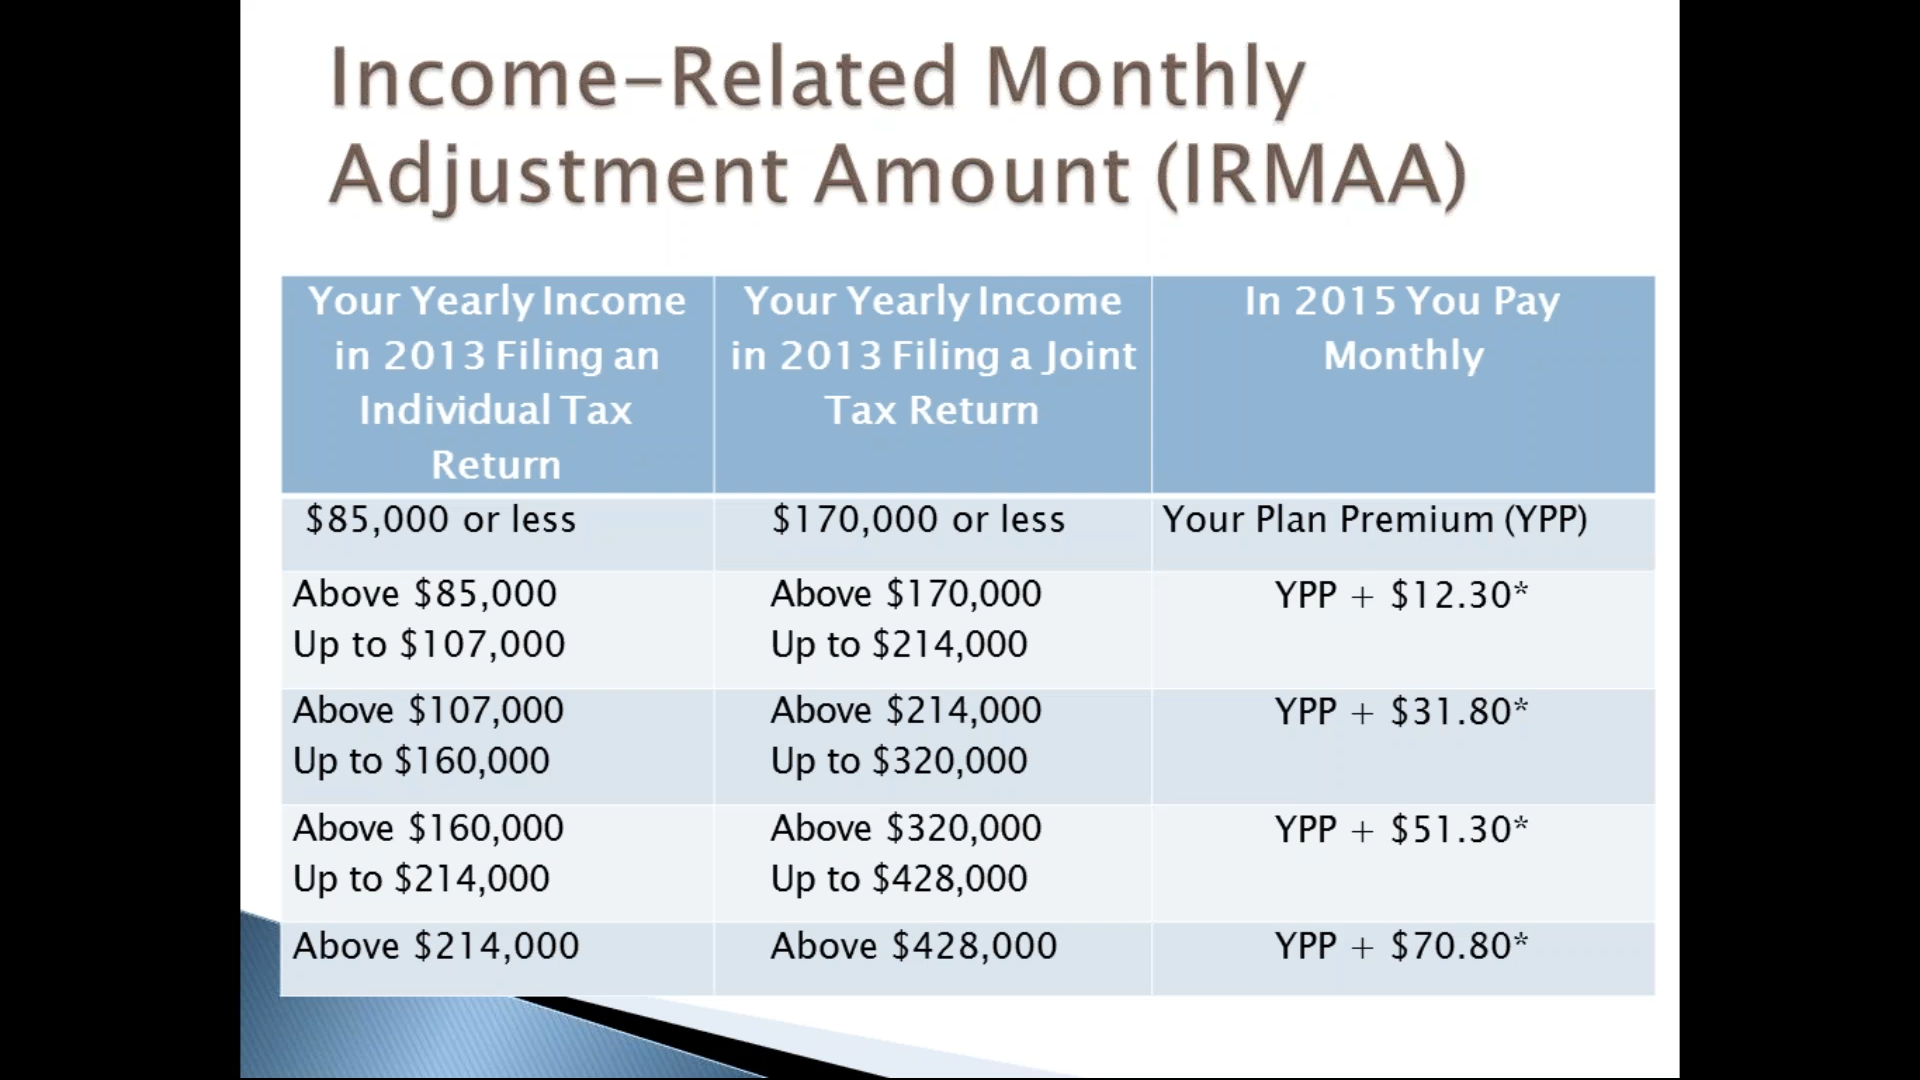 Income-Related Monthly
Adjustment Amount (IRMAA)
Your Yearly Income
in 2013 Filing an
Individual Tax
Return
Your Yearly Income
in 2013 Filing a Joint
Tax Return
In 2015 You Pay
Monthly
$85,000 or less
$170,000 or less
Your Plan Premium (YPP)
Above $85,000
Up to $107,000
Above $170,000
Up to $214,000
YPP + $12.30*
Above $107,000
Up to $160,000
Above $214,000
Up to $320,000
YPP + $31.80*
Above $160,000
Up to $214,000
Above $320,000
Up to $428,000
YPP + $51.30*
Above $214,000
Above $428,000
YPP + $70.80*